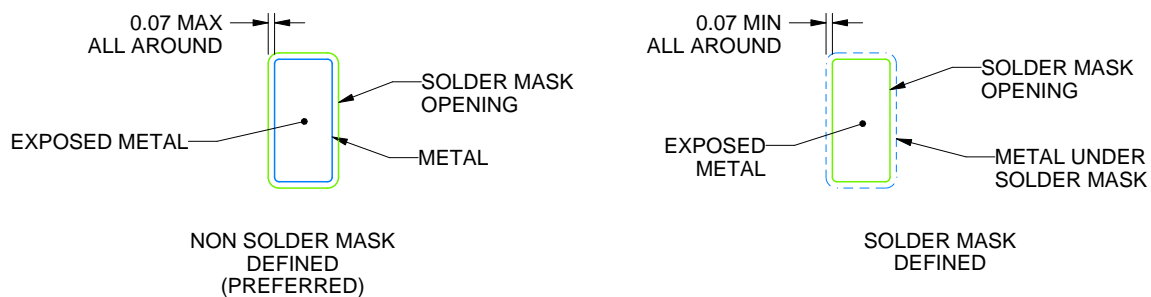 0.07 MAX
ALL AROUND
SOLDER MASK
OPENING
EXPOSED METAL
METAL
NON SOLDER MASK
DEFINED
(PREFERRED)
0.07 MIN
ALL AROUND
SOLDER MASK
OPENING
EXPOSED
METAL
METAL UNDER
SOLDER MASK
SOLDER MASK
DEFINED